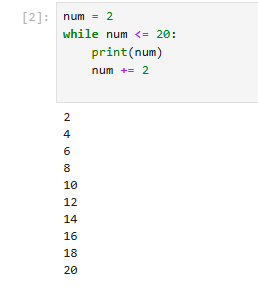 [2]: num = 2
while num <= 20:
    print(num)
    num += 2
2
4
6
8
10
12
14
16
18
20